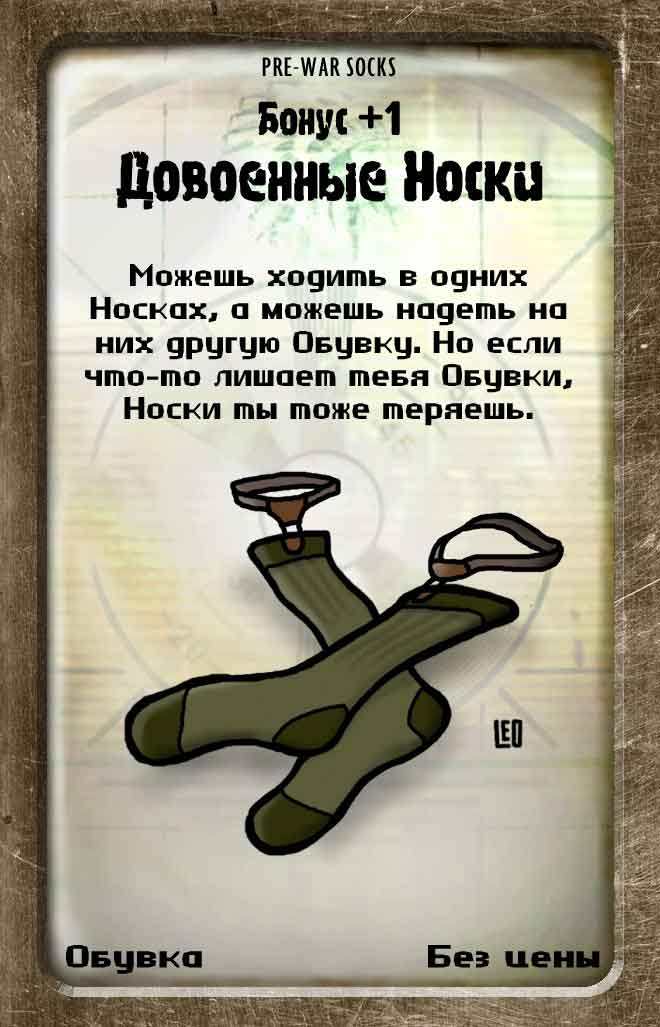 PRE-WAR SOCKS
Бонус +1
Довоенные Носки
Можешь ходить в одних
Носках, а можешь надеть на
них другую Обувку. Но если
что-то лишает тебя Обувки,
Носки ты тоже теряешь.
LEO
Обувка
Без цены